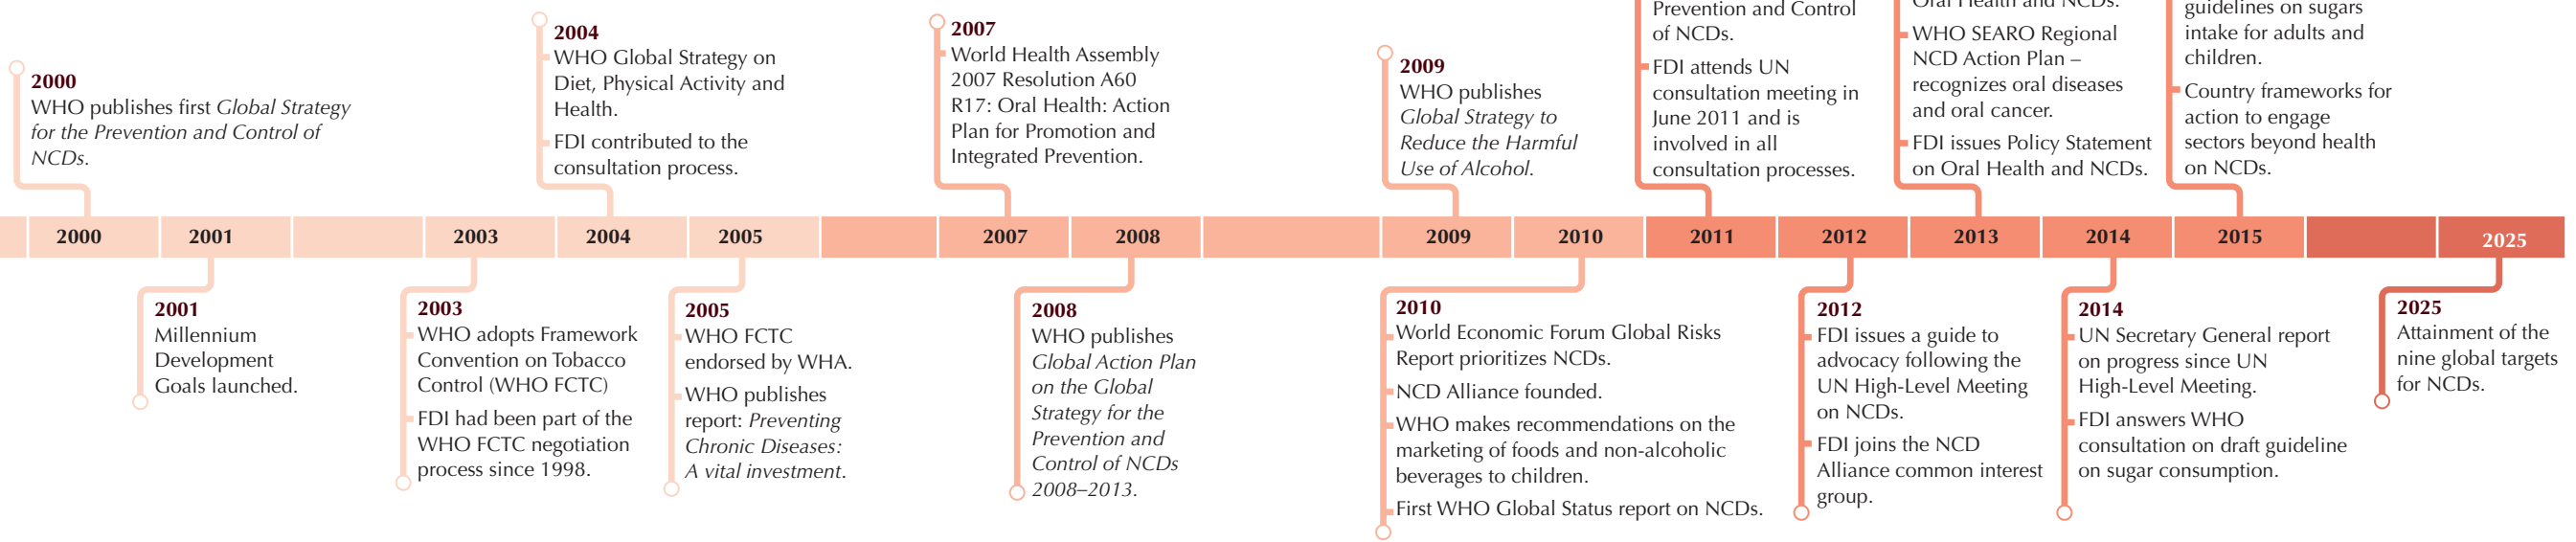 2000
WHO publishes first Global Strategy
for the Prevention and Control of
NCDs.
2004
WHO Global Strategy on
Diet, Physical Activity and
Health.
FDI contributed to the
consultation process.
2007
World Health Assembly
2007 Resolution A60
R17: Oral Health: Action
Plan for Promotion and
Integrated Prevention.
2009
WHO publishes
Global Strategy to
Reduce the Harmful
Use of Alcohol.
Prevention and Control
of NCDs.
FDI attends UN
consultation meeting in
June 2011 and is
involved in all
consultation processes.
Oral Health and NCDs.
WHO SEARO Regional
NCD Action Plan –
recognizes oral diseases
and oral cancer.
FDI issues Policy Statement
on Oral Health and NCDs.
guidelines on sugars
intake for adults and
children.
Country frameworks for
action to engage
sectors beyond health
on NCDs.
2000 2001 2003 2004 2005 2007 2008 2009 2010 2011 2012 2013 2014 2015 2025
2001
Millennium
Development
Goals launched.
2003
WHO adopts Framework
Convention on Tobacco
Control (WHO FCTC)
FDI had been part of the
WHO FCTC negotiation
process since 1998.
2005
WHO FCTC
endorsed by WHA.
WHO publishes
report: Preventing
Chronic Diseases:
A vital investment.
2008
WHO publishes
Global Action Plan
on the Global
Strategy for the
Prevention and
Control of NCDs
2008–2013.
2010
World Economic Forum Global Risks
Report prioritizes NCDs.
NCD Alliance founded.
WHO makes recommendations on the
marketing of foods and non-alcoholic
beverages to children.
First WHO Global Status report on NCDs.
2012
FDI issues a guide to
advocacy following the
UN High-Level Meeting
on NCDs.
FDI joins the NCD
Alliance common interest
group.
2014
UN Secretary General report
on progress since UN
High-Level Meeting.
FDI answers WHO
consultation on draft guideline
on sugar consumption.
2025
Attainment of the
nine global targets
for NCDs.